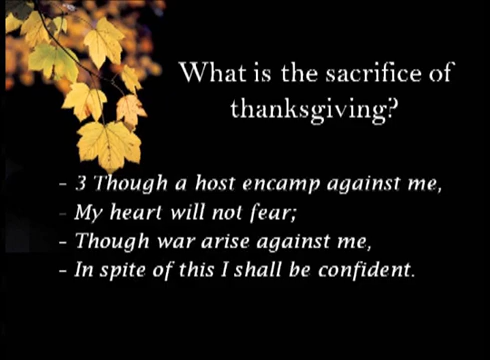 What is the sacrifice of
thanksgiving?
- 3 Though a host encamp against me,
- My heart will not fear;
- Though war arise against me,
- In spite of this I shall be confident.